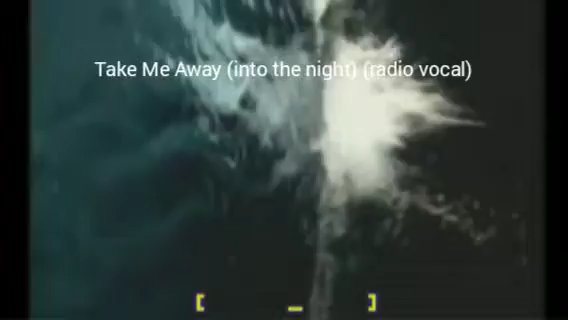 Take Me Away (into the night) (radio vocal)
[ _ ]